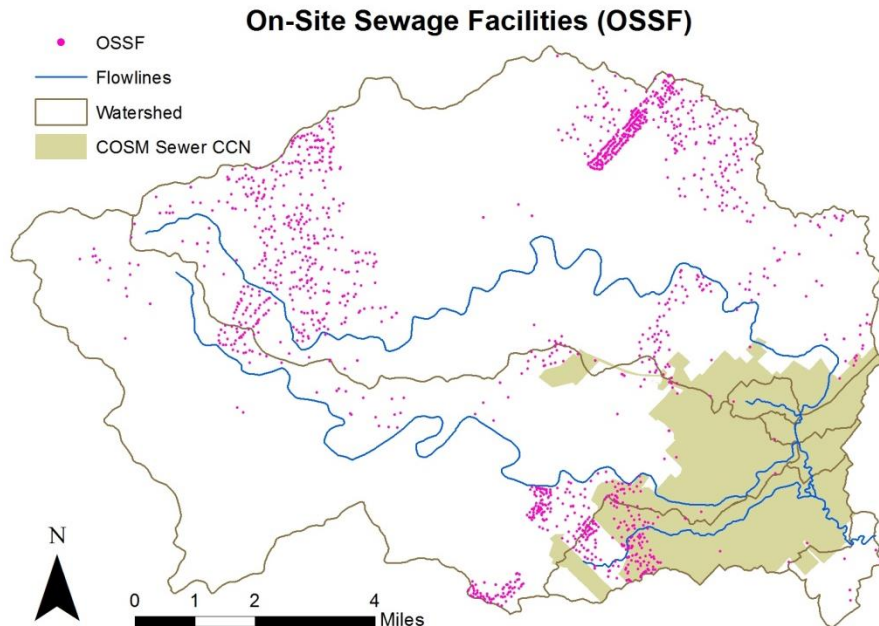 On-Site Sewage Facilities (OSSF)
OSSF
Flowlines
Watershed
COSM Sewer CCN
N
0 1 2 4
Miles